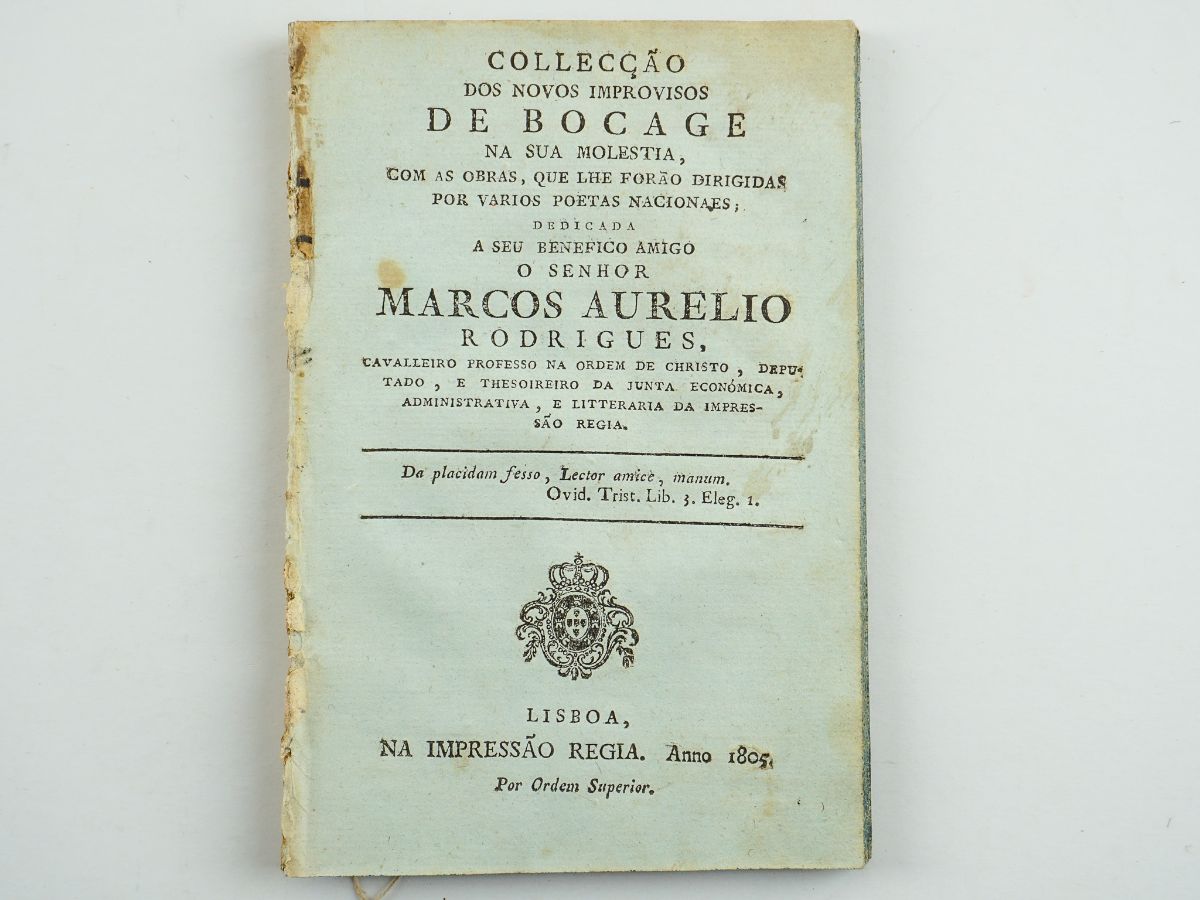 COLLECÇÃO
DOS NOVOS IMPROVISOS
DE BOCAGE
NA SUA MOLESTIA,
COM AS OBRAS, QUE LHE FORÃO DIRIGIDAS
POR VARIOS POETAS NACIONAES;
DEDICADA
A SEU BENEFICO AMIGO
O SENHOR
MARCOS AURELIO
RODRIGUES,
CAVALLEIRO PROFESSO NA ORDEM DE CHRISTO, DEPU-
TADO, E THESOIREIRO DA JUNTA ECONÓMICA,
ADMINISTRATIVA, E LITTERARIA DA IMPRES-
SÃO REGIA.
Da placidam fesso, Lector amice, manum.
Ovid. Trist. Lib. 3. Eleg. 1.
LISBOA,
NA IMPRESSÃO REGIA. Anno 1805.
Por Ordem Superior.